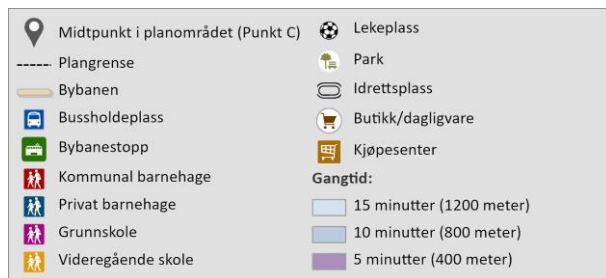 Midtpunkt i planområdet (Punkt C)
Plangrense
Bybanen
Bussholdeplass
Bybanestopp
Kommunal barnehage
Privat barnehage
Grunnskole
Videregående skole
Lekeplass
Park
Idrettsplass
Butikk/dagligvare
Kjøpesenter
Gangtid:
15 minutter (1200 meter)
10 minutter (800 meter)
5 minutter (400 meter)